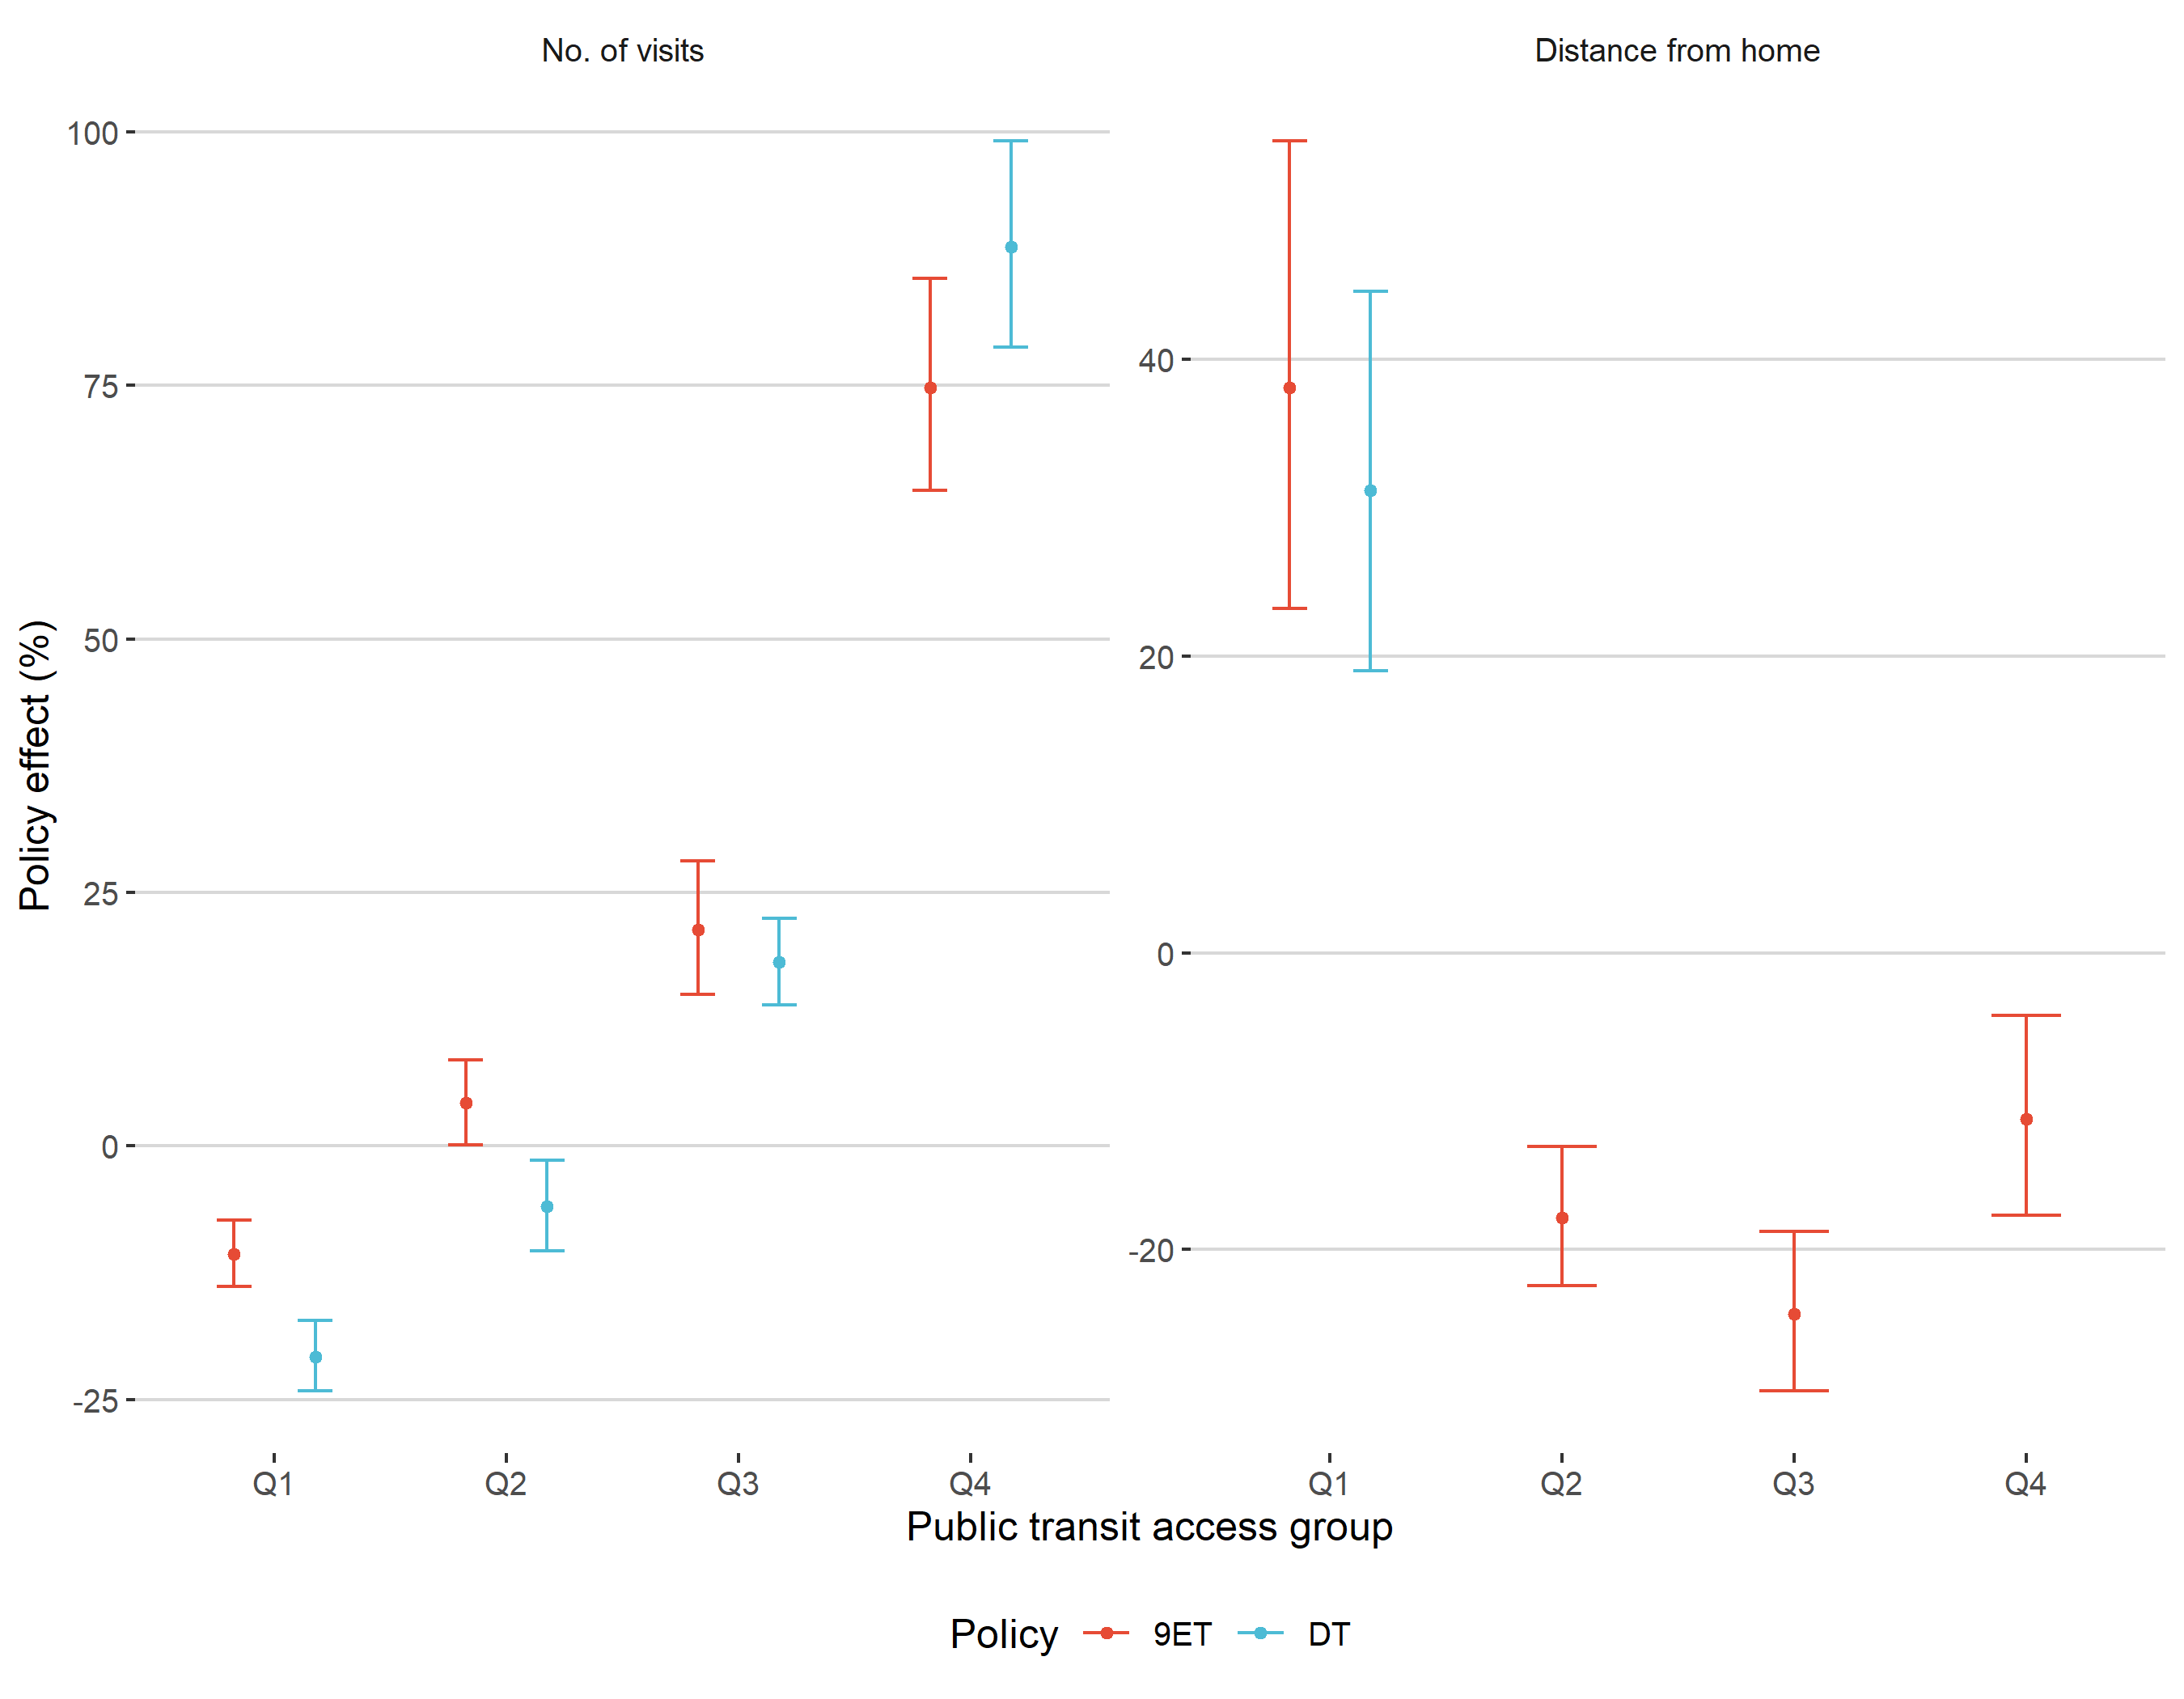 No. of visits
Distance from home
Policy effect (%)
100
75
50
25
0
-25
40
20
0
-20
Q1 Q2 Q3 Q4
Q1 Q2 Q3 Q4
Public transit access group
Policy 9ET DT